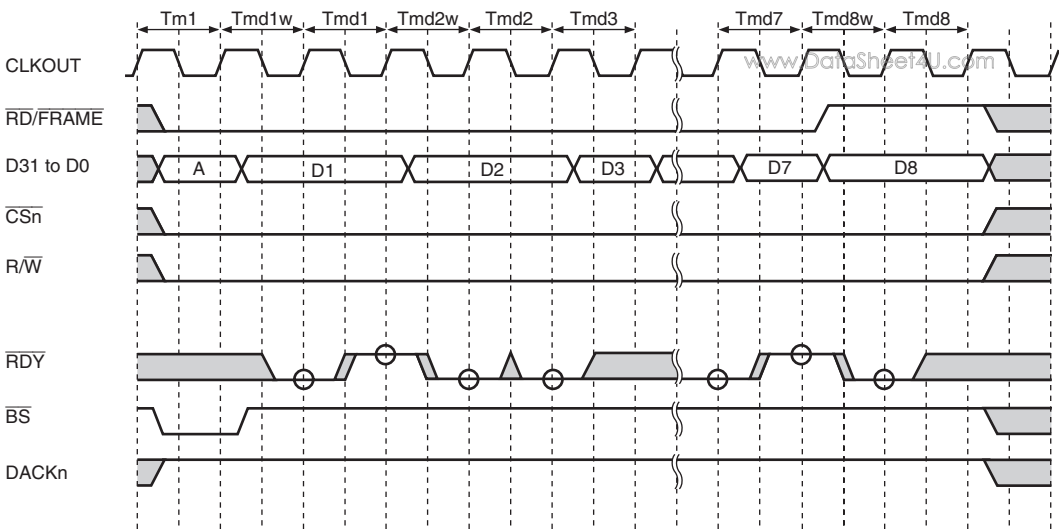 Tm1 Tmd1w Tmd1 Tmd2w Tmd2 Tmd3 Tmd7 Tmd8w Tmd8
CLKOUT
www.DataSheet4U.com
RD/FRAME
D31 to D0 A D1 D2 D3 D7 D8
CSn
R/W
RDY
BS
DACKn